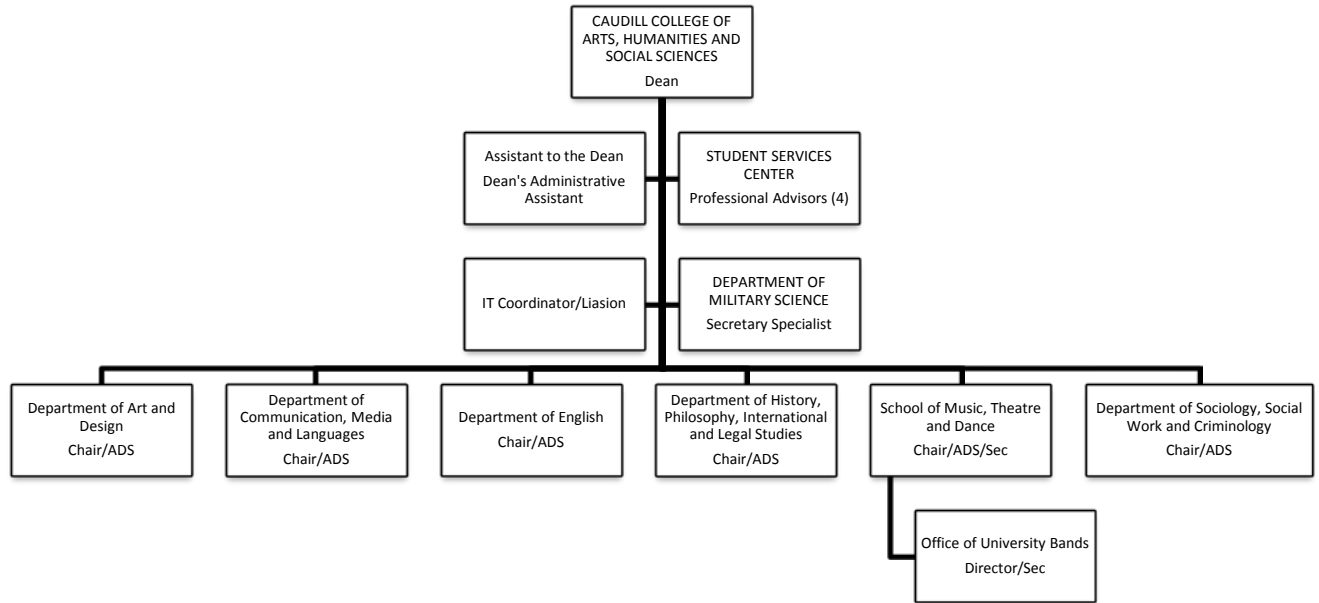 CAUDILL COLLEGE OF
ARTS, HUMANITIES AND
SOCIAL SCIENCES
Dean
Assistant to the Dean
Dean's Administrative
Assistant
STUDENT SERVICES
CENTER
Professional Advisors (4)
IT Coordinator/Liasion
DEPARTMENT OF
MILITARY SCIENCE
Secretary Specialist
Department of Art and
Design
Chair/ADS
Department of
Communication, Media
and Languages
Chair/ADS
Department of English
Chair/ADS
Department of History,
Philosophy, International
and Legal Studies
Chair/ADS
School of Music, Theatre
and Dance
Chair/ADS/Sec
Department of Sociology, Social
Work and Criminology
Chair/ADS
Office of University Bands
Director/Sec